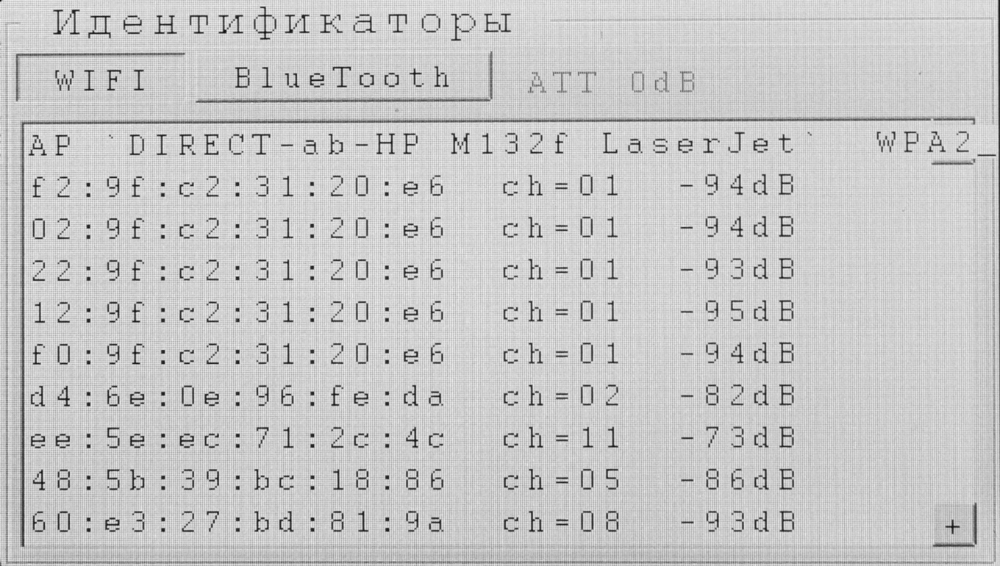 Идентификаторы
WIFI BlueTooth ATT 0dB
AP `DIRECT-ab-HP M132f LaserJet` WPA2_
f2:9f:c2:31:20:e6 ch=01 -94dB
02:9f:c2:31:20:e6 ch=01 -94dB
22:9f:c2:31:20:e6 ch=01 -93dB
12:9f:c2:31:20:e6 ch=01 -95dB
f0:9f:c2:31:20:e6 ch=01 -94dB
d4:6e:0e:96:fe:da ch=02 -82dB
ee:5e:ec:71:2c:4c ch=11 -73dB
48:5b:39:bc:18:86 ch=05 -86dB
60:e3:27:bd:81:9a ch=08 -93dB
+